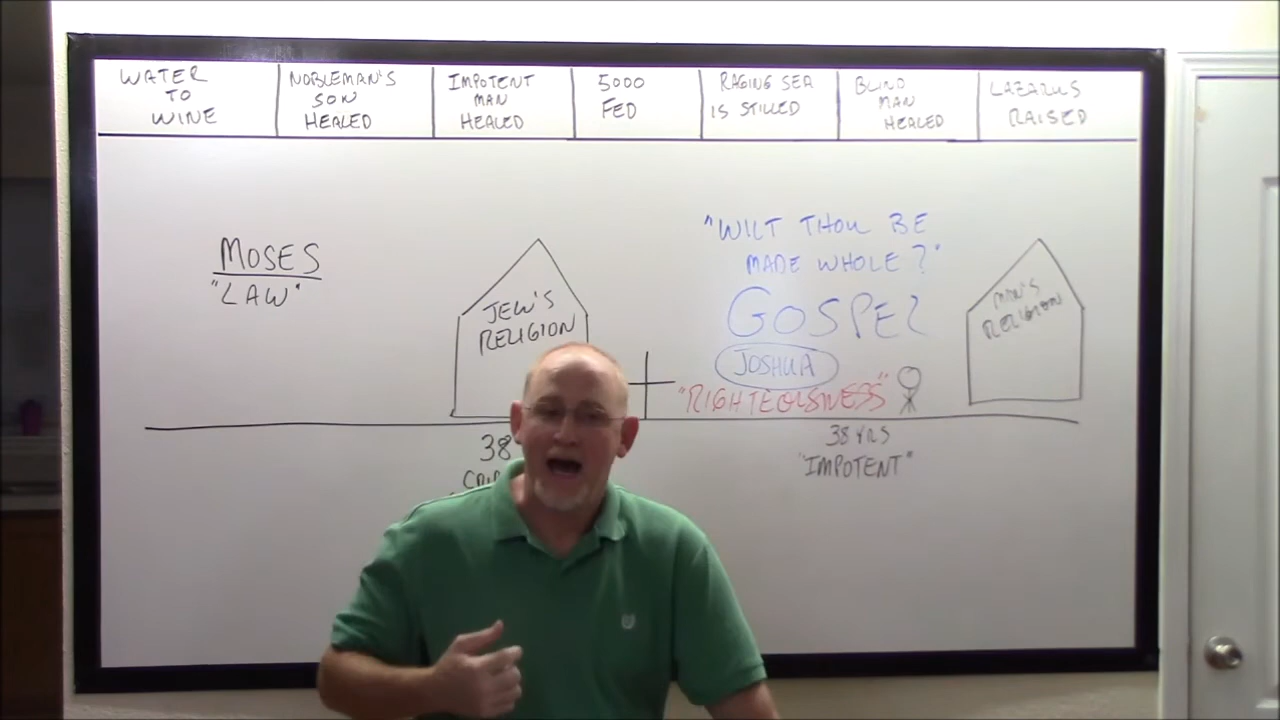 WATER
TO
WINE
NOBLEMAN'S
SON
HEALED
IMPOTENT
MAN
HEALED
5000
FED
RAGING SEA
IS STILLED
BLIND
MAN
HEALED
LAZARUS
RAISED
MOSES
"LAW"
JEW'S
RELIGION
38
"WILT THOU BE
MADE WHOLE?"
GOSPEL
JOSHUA
"RIGHTEOUSNESS"
38 YRS
"IMPOTENT"
MAN'S
RELIGION